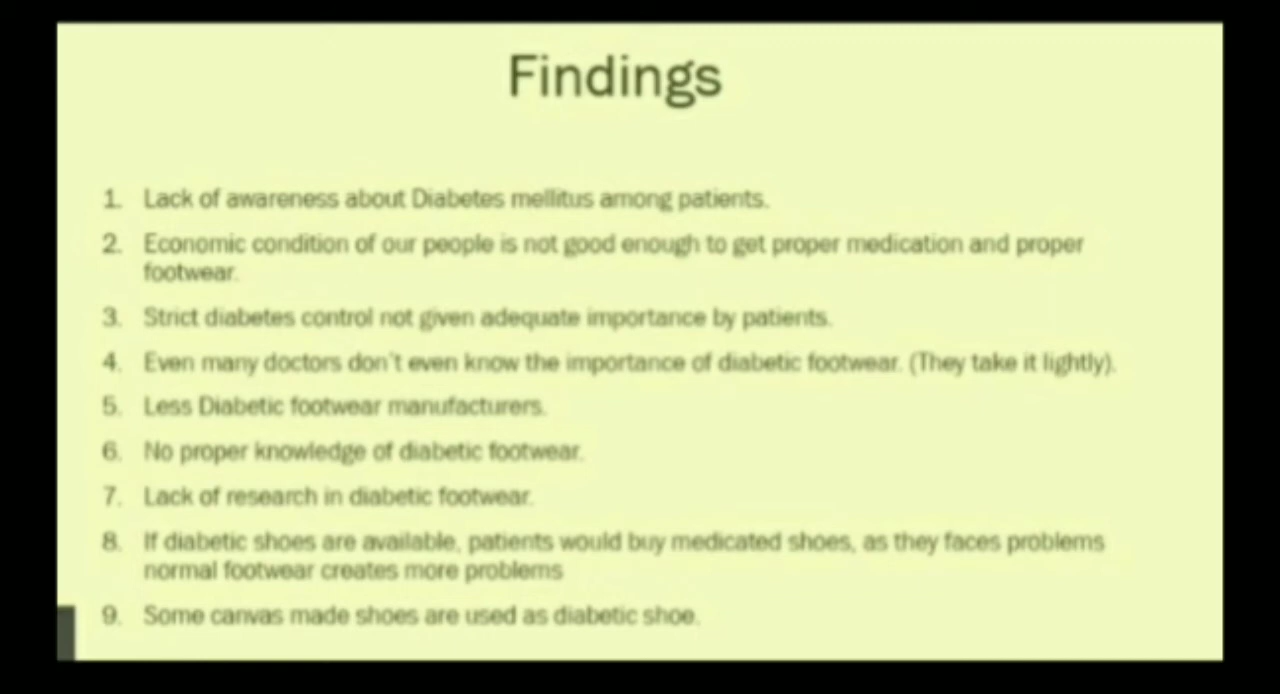 Findings
1. Lack of awareness about Diabetes mellitus among patients.
2. Economic condition of our people is not good enough to get proper medication and proper
footwear.
3. Strict diabetes control not given adequate importance by patients.
4. Even many doctors don't even know the importance of diabetic footwear. (They take it lightly).
5. Less Diabetic footwear manufacturers.
6. No proper knowledge of diabetic footwear.
7. Lack of research in diabetic footwear.
8. If diabetic shoes are available, patients would buy medicated shoes, as they faces problems
normal footwear creates more problems
9. Some canvas made shoes are used as diabetic shoe.